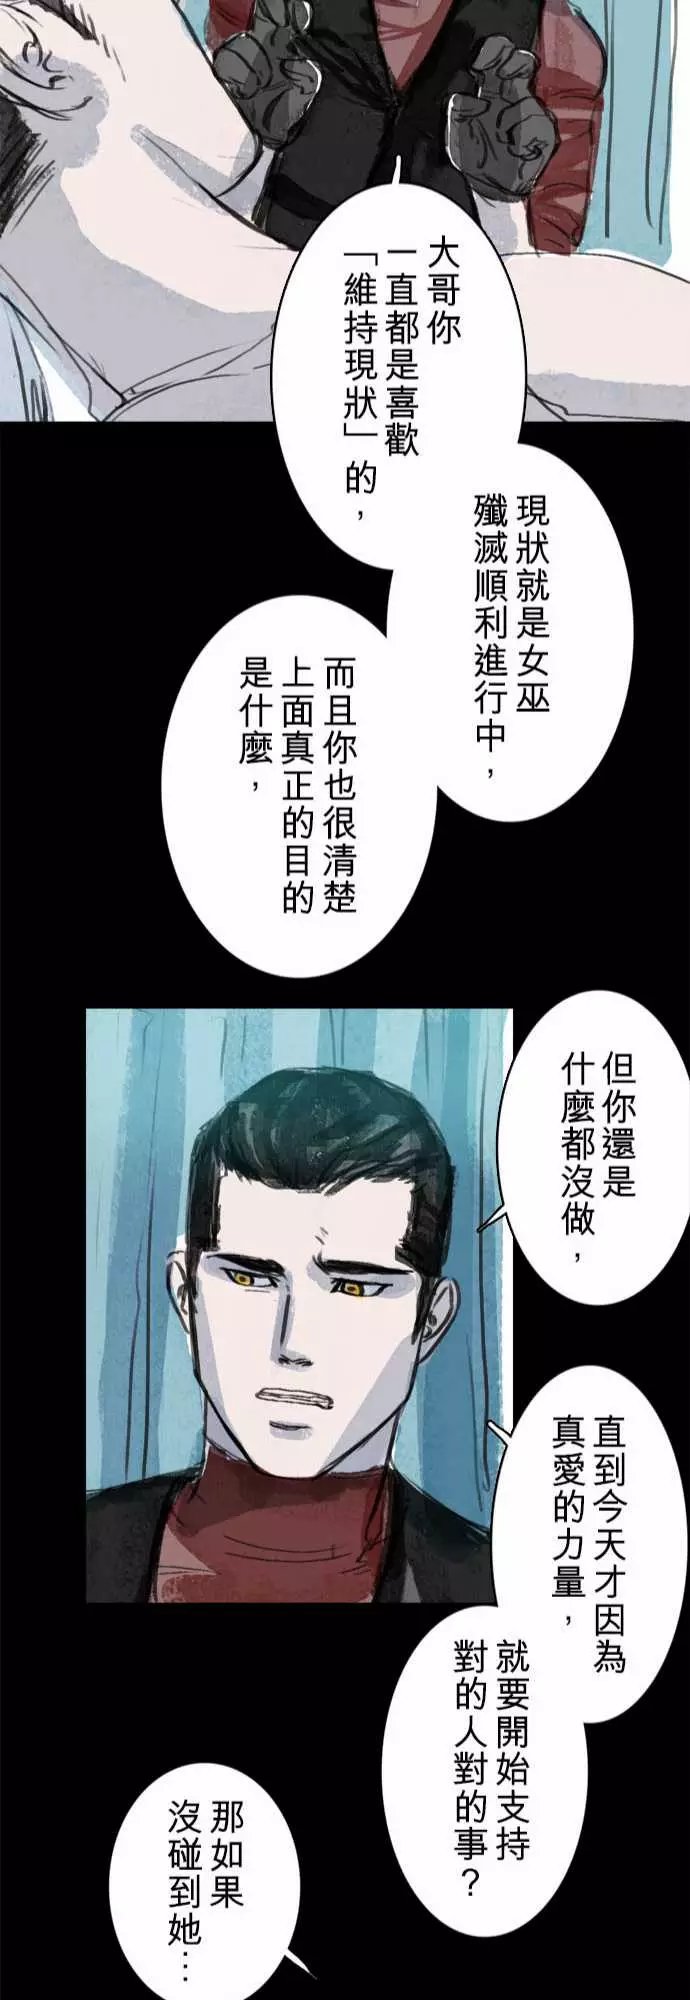 大哥你
一直都是喜歡
「維持現狀」的，
現狀就是女巫
殲滅順利進行中，
而且你也很清楚
上面真正的目的
是什麼，
但你還是
什麼都沒做，
直到今天才因為
真愛的力量，
就要開始支持
對的人對的事？
那如果
沒碰到她…